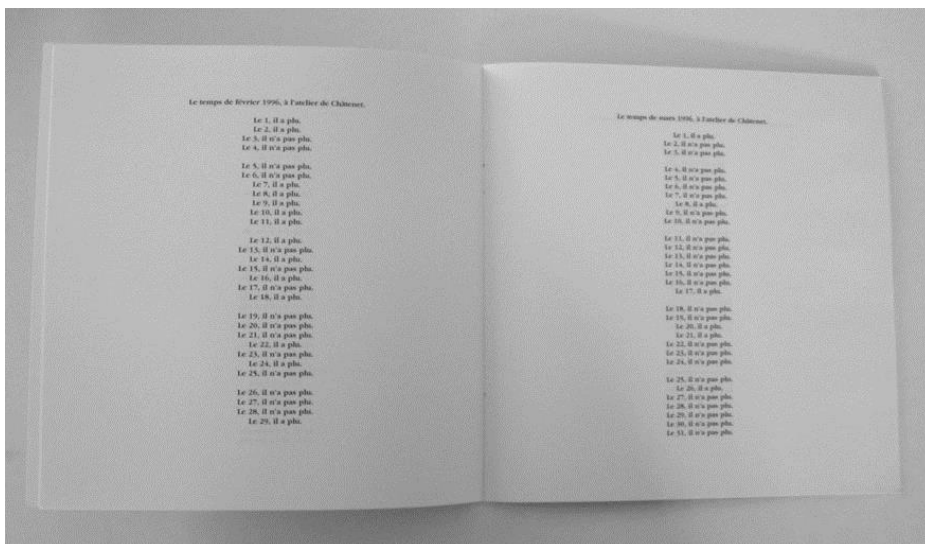 Le temps de février 1996, à l'atelier de Châtenet.
Le 1, il a plu.
Le 2, il a plu.
Le 3, il n'a pas plu.
Le 4, il n'a pas plu.
Le 5, il n'a pas plu.
Le 6, il n'a pas plu.
Le 7, il a plu.
Le 8, il a plu.
Le 9, il a plu.
Le 10, il a plu.
Le 11, il a plu.
Le 12, il a plu.
Le 13, il n'a pas plu.
Le 14, il a plu.
Le 15, il n'a pas plu.
Le 16, il a plu.
Le 17, il n'a pas plu.
Le 18, il a plu.
Le 19, il n'a pas plu.
Le 20, il n'a pas plu.
Le 21, il n'a pas plu.
Le 22, il a plu.
Le 23, il n'a pas plu.
Le 24, il a plu.
Le 25, il n'a pas plu.
Le 26, il n'a pas plu.
Le 27, il n'a pas plu.
Le 28, il n'a pas plu.
Le 29, il a plu.
Le temps de mars 1996, à l'atelier de Châtenet.
Le 1, il a plu.
Le 2, il n'a pas plu.
Le 3, il n'a pas plu.
Le 4, il n'a pas plu.
Le 5, il n'a pas plu.
Le 6, il n'a pas plu.
Le 7, il n'a pas plu.
Le 8, il a plu.
Le 9, il n'a pas plu.
Le 10, il n'a pas plu.
Le 11, il n'a pas plu.
Le 12, il n'a pas plu.
Le 13, il n'a pas plu.
Le 14, il n'a pas plu.
Le 15, il n'a pas plu.
Le 16, il n'a pas plu.
Le 17, il a plu.
Le 18, il n'a pas plu.
Le 19, il n'a pas plu.
Le 20, il a plu.
Le 21, il a plu.
Le 22, il n'a pas plu.
Le 23, il n'a pas plu.
Le 24, il n'a pas plu.
Le 25, il n'a pas plu.
Le 26, il a plu.
Le 27, il n'a pas plu.
Le 28, il n'a pas plu.
Le 29, il n'a pas plu.
Le 30, il n'a pas plu.
Le 31, il n'a pas plu.